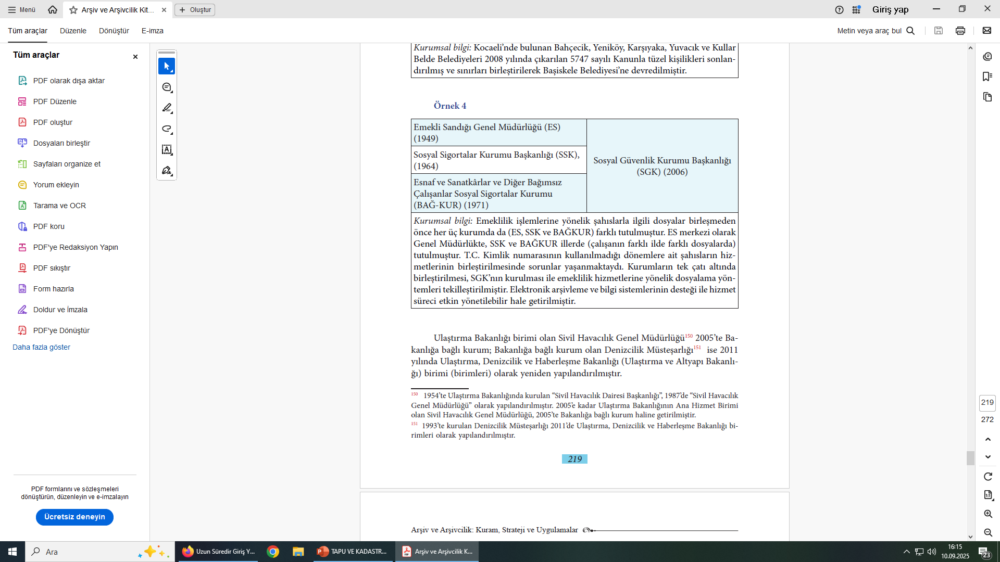 Menü
Arşiv ve Arşivcilik Kit...
Oluştur
Giriş yap
Tüm araçlar
Düzenle
Dönüştür
E-imza
Metin veya araç bul
Tüm araçlar
PDF olarak dışa aktar
PDF Düzenle
PDF oluştur
Dosyaları birleştir
Sayfaları organize et
Yorum ekleyin
Tarama ve OCR
PDF koru
PDF'ye Redaksiyon Yapın
PDF sıkıştır
Form hazırla
Doldur ve İmzala
PDF'ye Dönüştür
Daha fazla göster
PDF formlarını ve sözleşmeleri
dönüştürün, düzenleyin ve e-imzalayın
Ücretsiz deneyin
Kurumsal bilgi: Kocaeli’nde bulunan Bahçecik, Yeniköy, Karşıyaka, Yuvacık ve Kullar
Belde Belediyeleri 2008 yılında çıkarılan 5747 sayılı Kanunla tüzel kişilikleri sonlan-
dırılmış ve sınırları birleştirilerek Başiskele Belediyesi’ne devredilmiştir.
Örnek 4
Emekli Sandığı Genel Müdürlüğü (ES)
(1949)
Sosyal Sigortalar Kurumu Başkanlığı (SSK),
(1964)
Esnaf ve Sanatkârlar ve Diğer Bağımsız
Çalışanlar Sosyal Sigortalar Kurumu
(BAĞ-KUR) (1971)
Sosyal Güvenlik Kurumu Başkanlığı
(SGK) (2006)
Kurumsal bilgi: Emeklilik işlemlerine yönelik şahıslarla ilgili dosyalar birleşmeden
önce her üç kurumda da (ES, SSK ve BAĞKUR) farklı tutulmuştur. ES merkezi olarak
Genel Müdürlükte, SSK ve BAĞKUR illerde (çalışanın farklı ilde farklı dosyalarda)
tutulmuştur. T.C. Kimlik numarasının kullanılmadığı dönemlere ait şahısların hiz-
metlerinin birleştirilmesinde sorunlar yaşanmaktaydı. Kurumların tek çatı altında
birleştirilmesi, SGK’nın kurulması ile emeklilik hizmetlerine yönelik dosyalama yön-
temleri tekilleştirilmiştir. Elektronik arşivleme ve bilgi sistemlerinin desteği ile hizmet
süreci etkin yönetilebilir hale getirilmiştir.
Ulaştırma Bakanlığı birimi olan Sivil Havacılık Genel Müdürlüğü150 2005’te Ba-
kanlığa bağlı kurum; Bakanlığa bağlı kurum olan Denizcilik Müsteşarlığı151 ise 2011
yılında Ulaştırma, Denizcilik ve Haberleşme Bakanlığı (Ulaştırma ve Altyapı Bakanlı-
ğı) birimi (birimleri) olarak yeniden yapılandırılmıştır.
150 1954’te Ulaştırma Bakanlığında kurulan “Sivil Havacılık Dairesi Başkanlığı”, 1987’de “Sivil Havacılık
Genel Müdürlüğü” olarak yapılandırılmıştır. 2005’e kadar Ulaştırma Bakanlığının Ana Hizmet Birimi
olan Sivil Havacılık Genel Müdürlüğü, 2005’te Bakanlığa bağlı kurum haline getirilmiştir.
151 1993’te kurulan Denizcilik Müsteşarlığı 2011’de Ulaştırma, Denizcilik ve Haberleşme Bakanlığı bi-
rimleri olarak yapılandırılmıştır.
219
Arşiv ve Arşivcilik: Kuram, Strateji ve Uygulamalar
219
272
Ara
Uzun Süredir Giriş Y...
TAPU VE KADASTR...
Arşiv ve Arşivcilik K...
16:15
10.09.2025
23